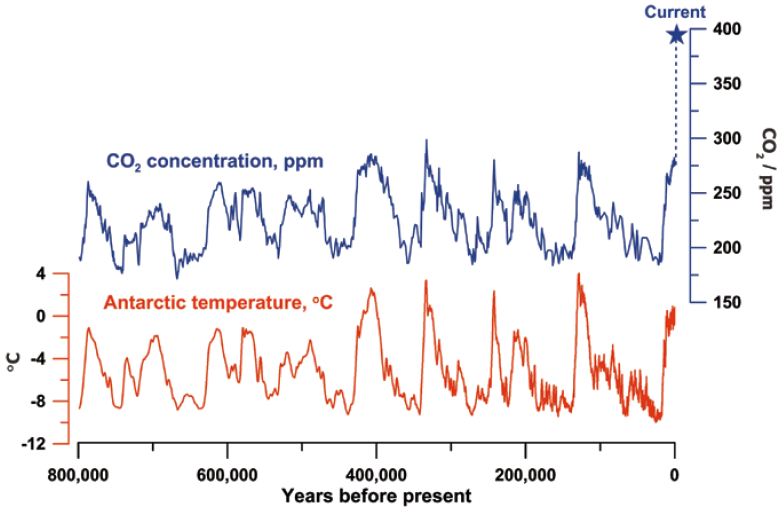 Current
400
350
300
250
200
150
CO₂ / ppm
CO₂ concentration, ppm
Antarctic temperature, °C
4
0
-4
-8
-12
°C
800,000 600,000 400,000 200,000 0
Years before present